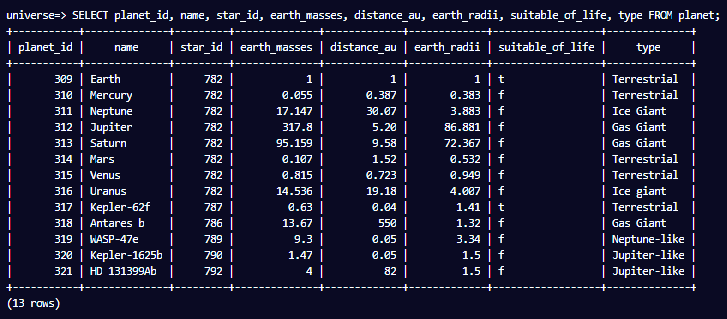 universe=> SELECT planet_id, name, star_id, earth_masses, distance_au, earth_radii, suitable_of_life, type FROM planet;
+-----------+--------------+---------+--------------+-------------+-------------+------------------+--------------+
| planet_id |     name     | star_id | earth_masses | distance_au | earth_radii | suitable_of_life |     type     |
+-----------+--------------+---------+--------------+-------------+-------------+------------------+--------------+
|       309 | Earth        |     782 |            1 |           1 |           1 | t                | Terrestrial  |
|       310 | Mercury      |     782 |        0.055 |       0.387 |       0.383 | f                | Terrestrial  |
|       311 | Neptune      |     782 |       17.147 |       30.07 |       3.883 | f                | Ice Giant    |
|       312 | Jupiter      |     782 |        317.8 |        5.20 |      86.881 | f                | Gas Giant    |
|       313 | Saturn       |     782 |       95.159 |        9.58 |      72.367 | f                | Gas Giant    |
|       314 | Mars         |     782 |        0.107 |        1.52 |       0.532 | f                | Terrestrial  |
|       315 | Venus        |     782 |        0.815 |       0.723 |       0.949 | f                | Terrestrial  |
|       316 | Uranus       |     782 |       14.536 |       19.18 |       4.007 | f                | Ice giant    |
|       317 | Kepler-62f   |     787 |         0.63 |        0.04 |        1.41 | t                | Terrestrial  |
|       318 | Antares b    |     786 |        13.67 |         550 |        1.32 | f                | Gas Giant    |
|       319 | WASP-47e     |     789 |          9.3 |        0.05 |        3.34 | f                | Neptune-like |
|       320 | Kepler-1625b |     790 |         1.47 |        0.05 |         1.5 | f                | Jupiter-like |
|       321 | HD 131399Ab  |     792 |            4 |          82 |         1.5 | f                | Jupiter-like |
+-----------+--------------+---------+--------------+-------------+-------------+------------------+--------------+
(13 rows)